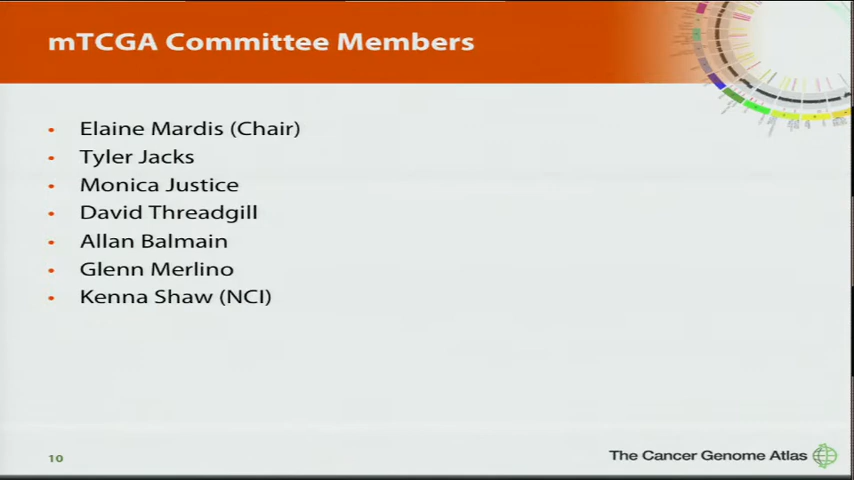 mTCGA Committee Members
• Elaine Mardis (Chair)
• Tyler Jacks
• Monica Justice
• David Threadgill
• Allan Balmain
• Glenn Merlino
• Kenna Shaw (NCI)
10
The Cancer Genome Atlas